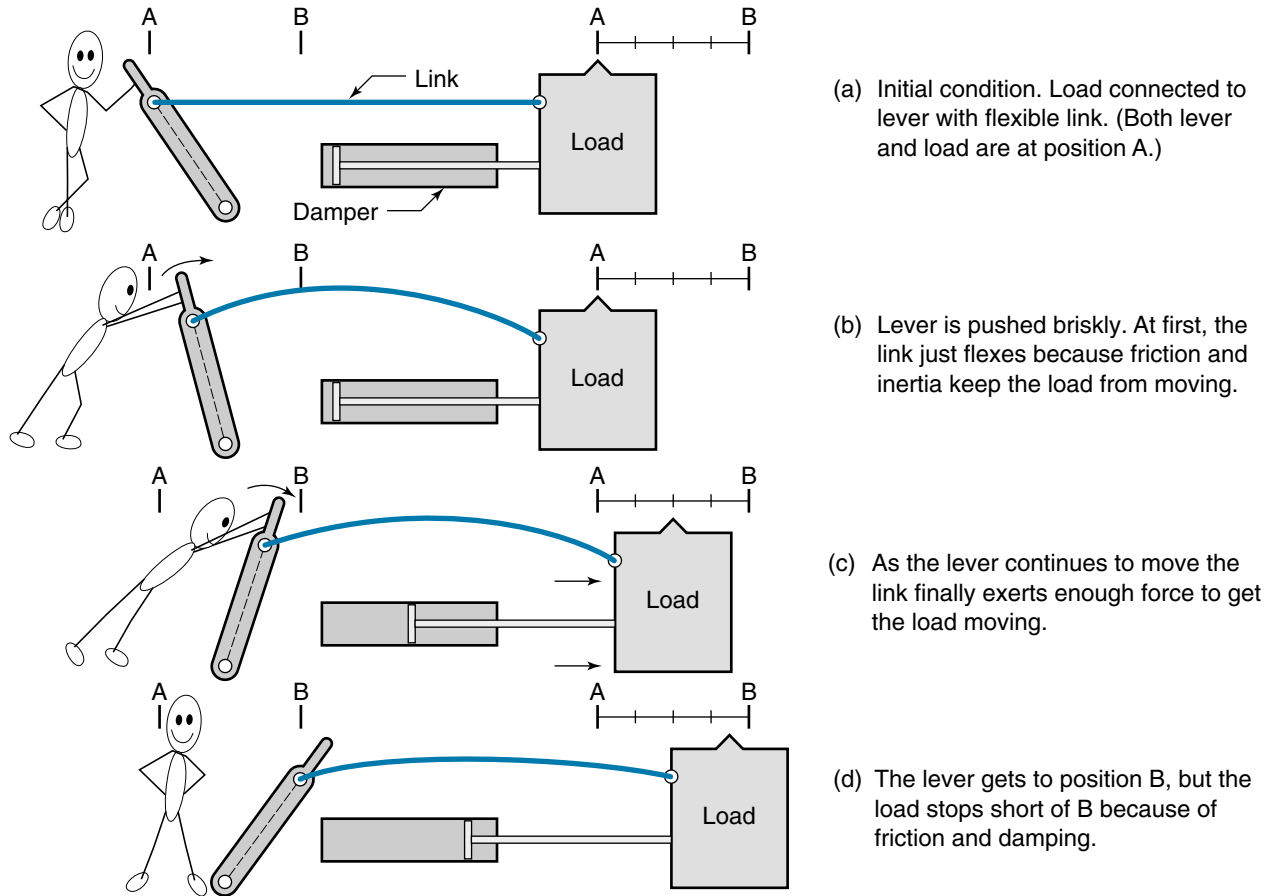 A B A B
Link
Load
Damper
(a) Initial condition. Load connected to
lever with flexible link. (Both lever
and load are at position A.)
A B A B
Load
(b) Lever is pushed briskly. At first, the
link just flexes because friction and
inertia keep the load from moving.
A B A B
Load
(c) As the lever continues to move the
link finally exerts enough force to get
the load moving.
A B A B
Load
(d) The lever gets to position B, but the
load stops short of B because of
friction and damping.